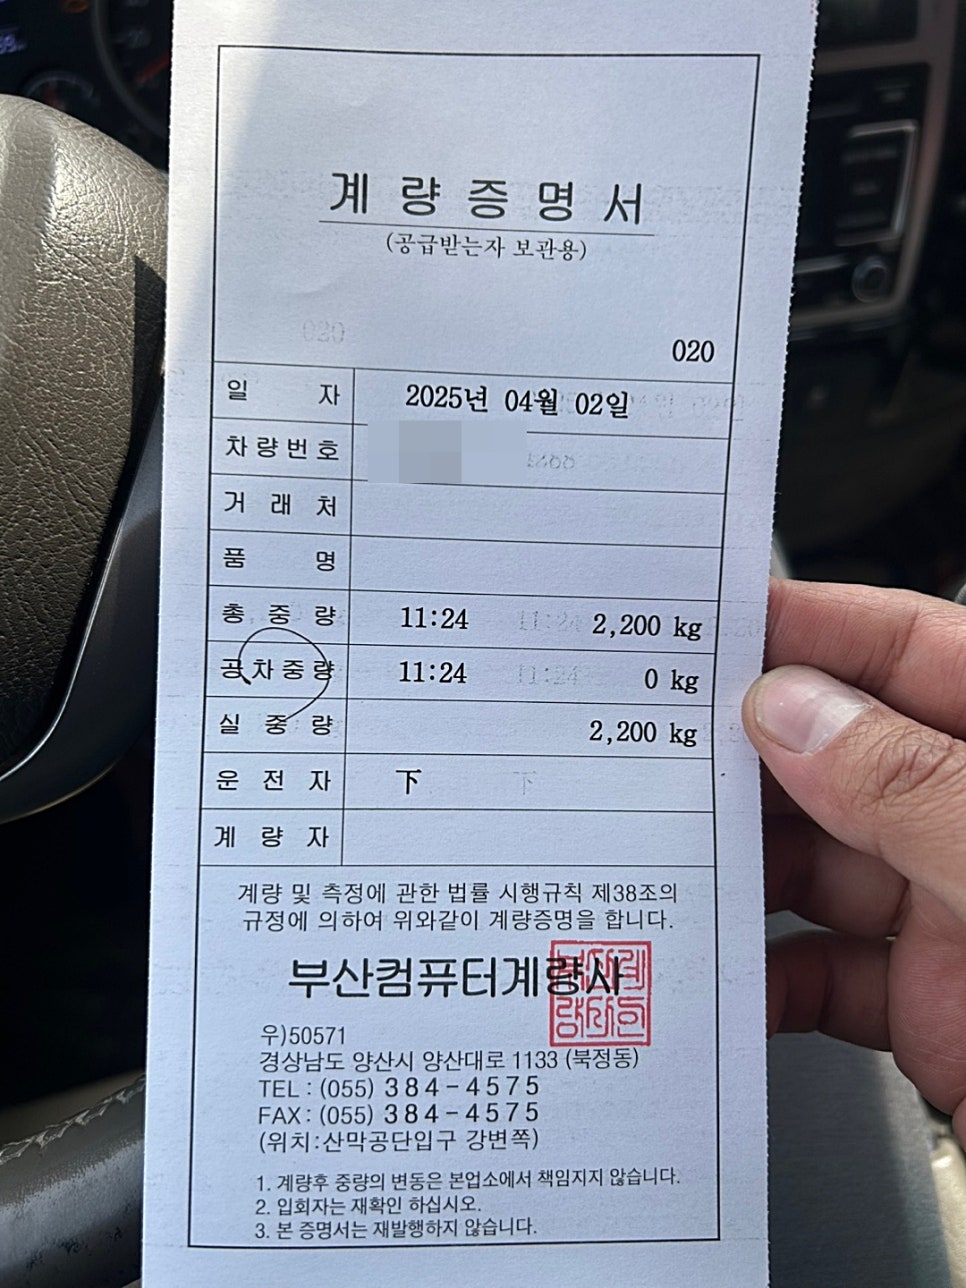 계량증명서
(공급받는자 보관용)
020
일 자 2025년 04월 02일
차량번호
거 래 처
품 명
총 중 량 11:24 2,200 kg
공차중량 11:24 0 kg
실 중 량 2,200 kg
운 전 자 下
계 량 자
계량 및 측정에 관한 법률 시행규칙 제38조의
규정에 의하여 위와같이 계량증명을 합니다.
부산컴퓨터계량사
우)50571
경상남도 양산시 양산대로 1133 (북정동)
TEL : (055) 384-4575
FAX : (055) 384-4575
(위치:산막공단입구 강변쪽)
1. 계량후 중량의 변동은 본업소에서 책임지지 않습니다.
2. 입회자는 재확인 하십시오.
3. 본 증명서는 재발행하지 않습니다.